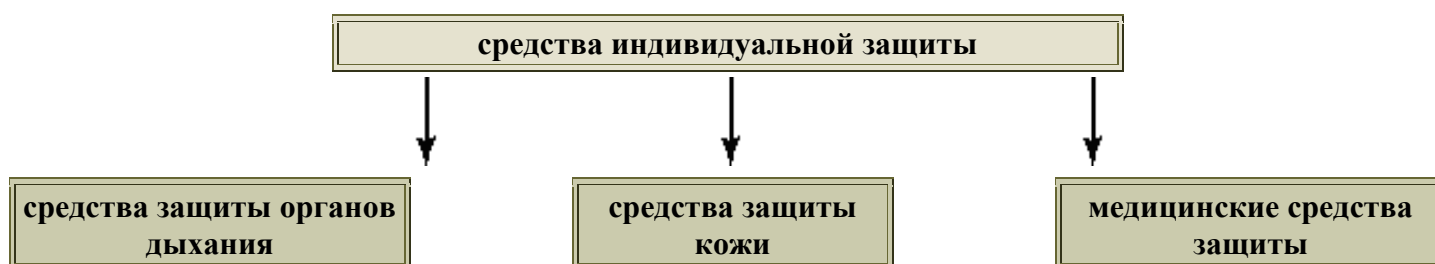 средства индивидуальной защиты
средства защиты органов
дыхания
средства защиты
кожи
медицинские средства
защиты